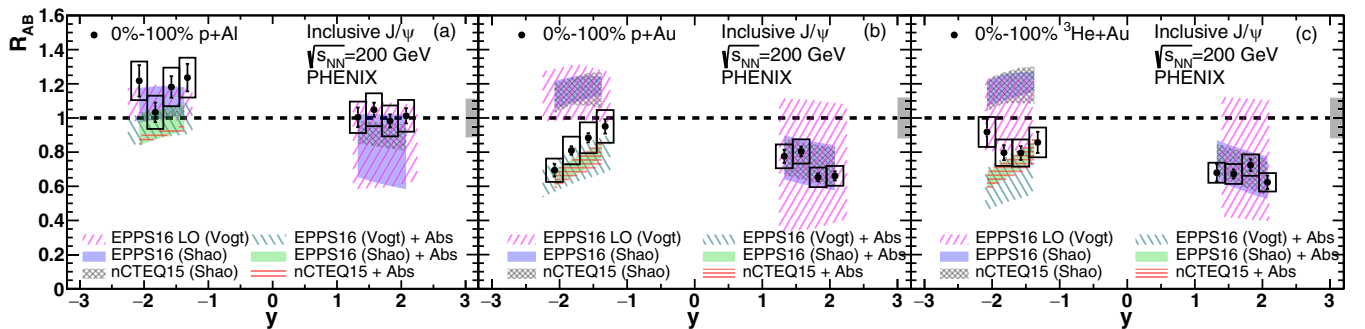 R_AB
1.6
1.4
1.2
1
0.8
0.6
0.4
0.2
0
0%-100% p+Al
Inclusive J/ψ
(a)
√s_NN=200 GeV
PHENIX
EPPS16 LO (Vogt)
EPPS16 (Vogt) + Abs
EPPS16 (Shao)
EPPS16 (Shao) + Abs
nCTEQ15 (Shao)
nCTEQ15 + Abs
−3 −2 −1 0 1 2 3
y
0%-100% p+Au
Inclusive J/ψ
(b)
√s_NN=200 GeV
PHENIX
EPPS16 LO (Vogt)
EPPS16 (Vogt) + Abs
EPPS16 (Shao)
EPPS16 (Shao) + Abs
nCTEQ15 (Shao)
nCTEQ15 + Abs
−2 −1 0 1 2 3
y
0%-100% ³He+Au
Inclusive J/ψ
(c)
√s_NN=200 GeV
PHENIX
EPPS16 LO (Vogt)
EPPS16 (Vogt) + Abs
EPPS16 (Shao)
EPPS16 (Shao) + Abs
nCTEQ15 (Shao)
nCTEQ15 + Abs
−3 −2 −1 0 1 2 3
y